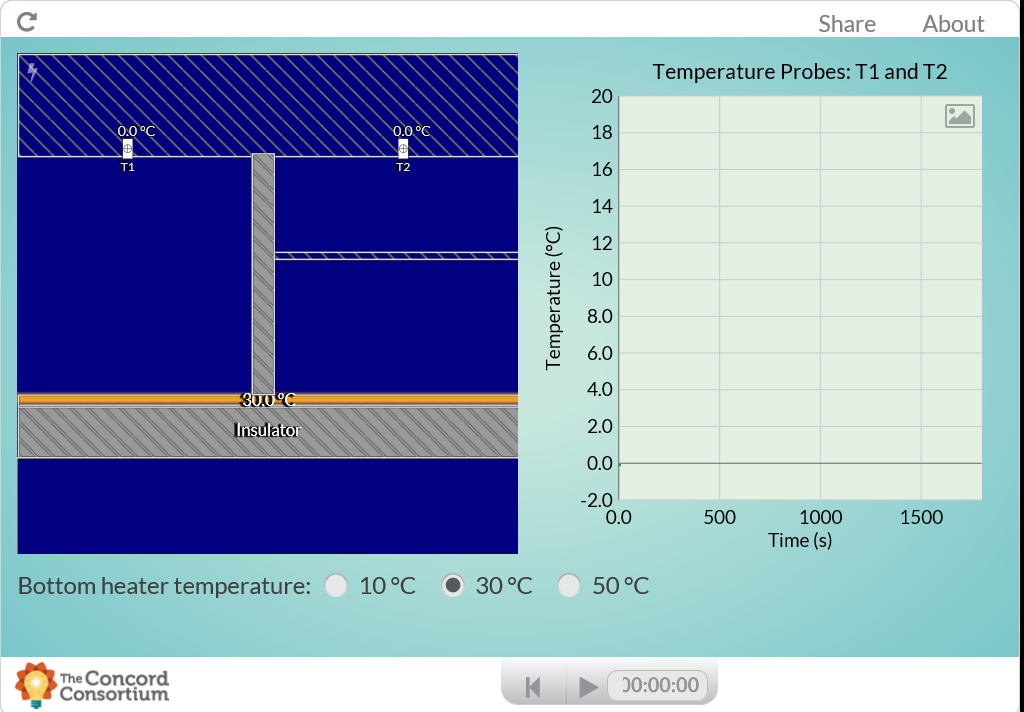 Share About
Temperature Probes: T1 and T2
0.0 °C 0.0 °C
T1 T2
30.0 °C
Insulator
Temperature (°C)
20
18
16
14
12
10
8.0
6.0
4.0
2.0
0.0
-2.0
0.0 500 1000 1500
Time (s)
Bottom heater temperature: 10 °C 30 °C 50 °C
The Concord
Consortium
00:00:00